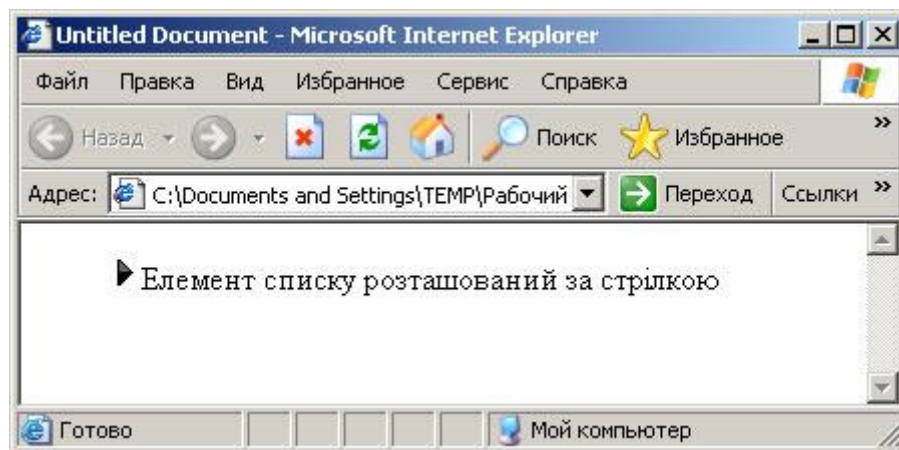 Untitled Document - Microsoft Internet Explorer
Файл Правка Вид Избранное Сервис Справка
Назад Поиск Избранное »
Адрес: C:\Documents and Settings\TEMP\Рабочий Переход Ссылки »
Елемент списку розташований за стрілкою
Готово Мой компьютер